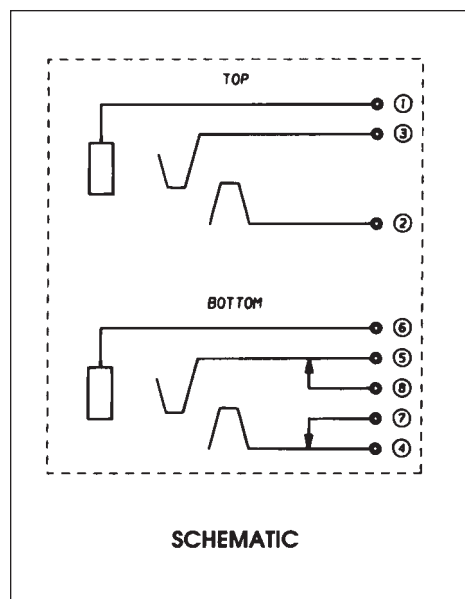 TOP
①
③
②
BOTTOM
⑥
⑤
⑧
⑦
④
SCHEMATIC